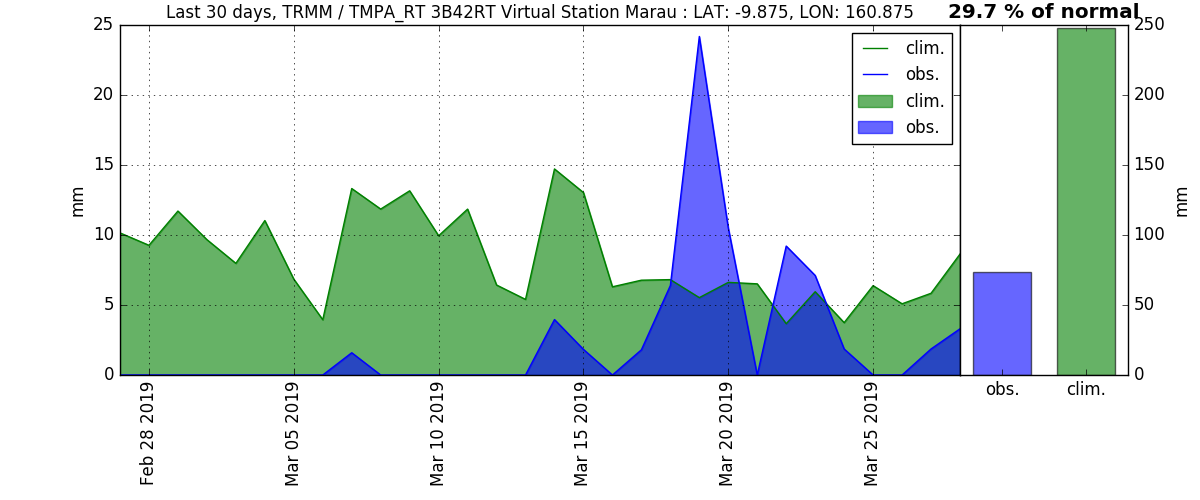 Last 30 days, TRMM / TMPA_RT 3B42RT Virtual Station Marau : LAT: -9.875, LON: 160.875
29.7 % of normal
25
20
15
10
5
0
mm
clim.
obs.
clim.
obs.
250
200
150
100
50
0
mm
Feb 28 2019
Mar 05 2019
Mar 10 2019
Mar 15 2019
Mar 20 2019
Mar 25 2019
obs.
clim.